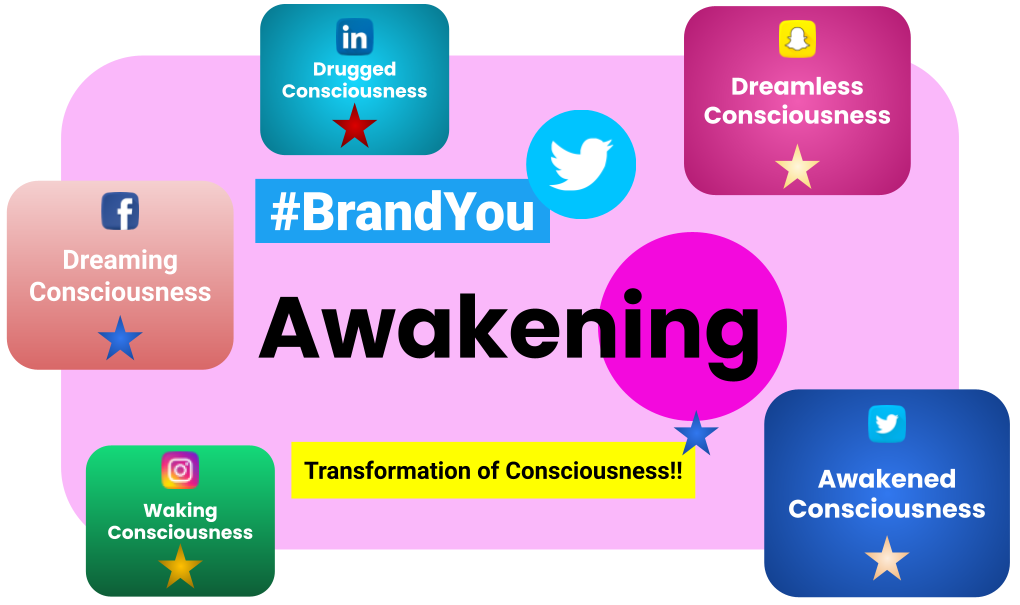 in
Drugged
Consciousness
Dreamless
Consciousness
#BrandYou
f
Dreaming
Consciousness
Awakening
Awakened
Consciousness
Transformation of Consciousness!!
Waking
Consciousness